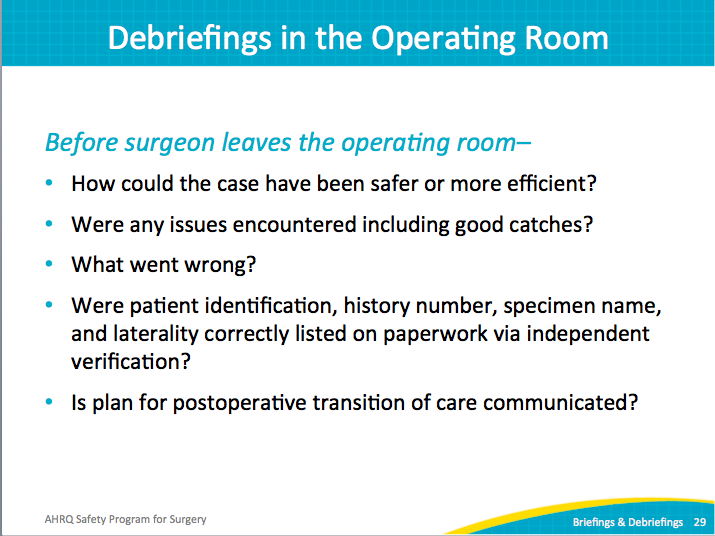 Debriefings in the Operating Room
Before surgeon leaves the operating room–
• How could the case have been safer or more efficient?
• Were any issues encountered including good catches?
• What went wrong?
• Were patient identification, history number, specimen name,
and laterality correctly listed on paperwork via independent
verification?
• Is plan for postoperative transition of care communicated?
AHRQ Safety Program for Surgery
Briefings & Debriefings 29